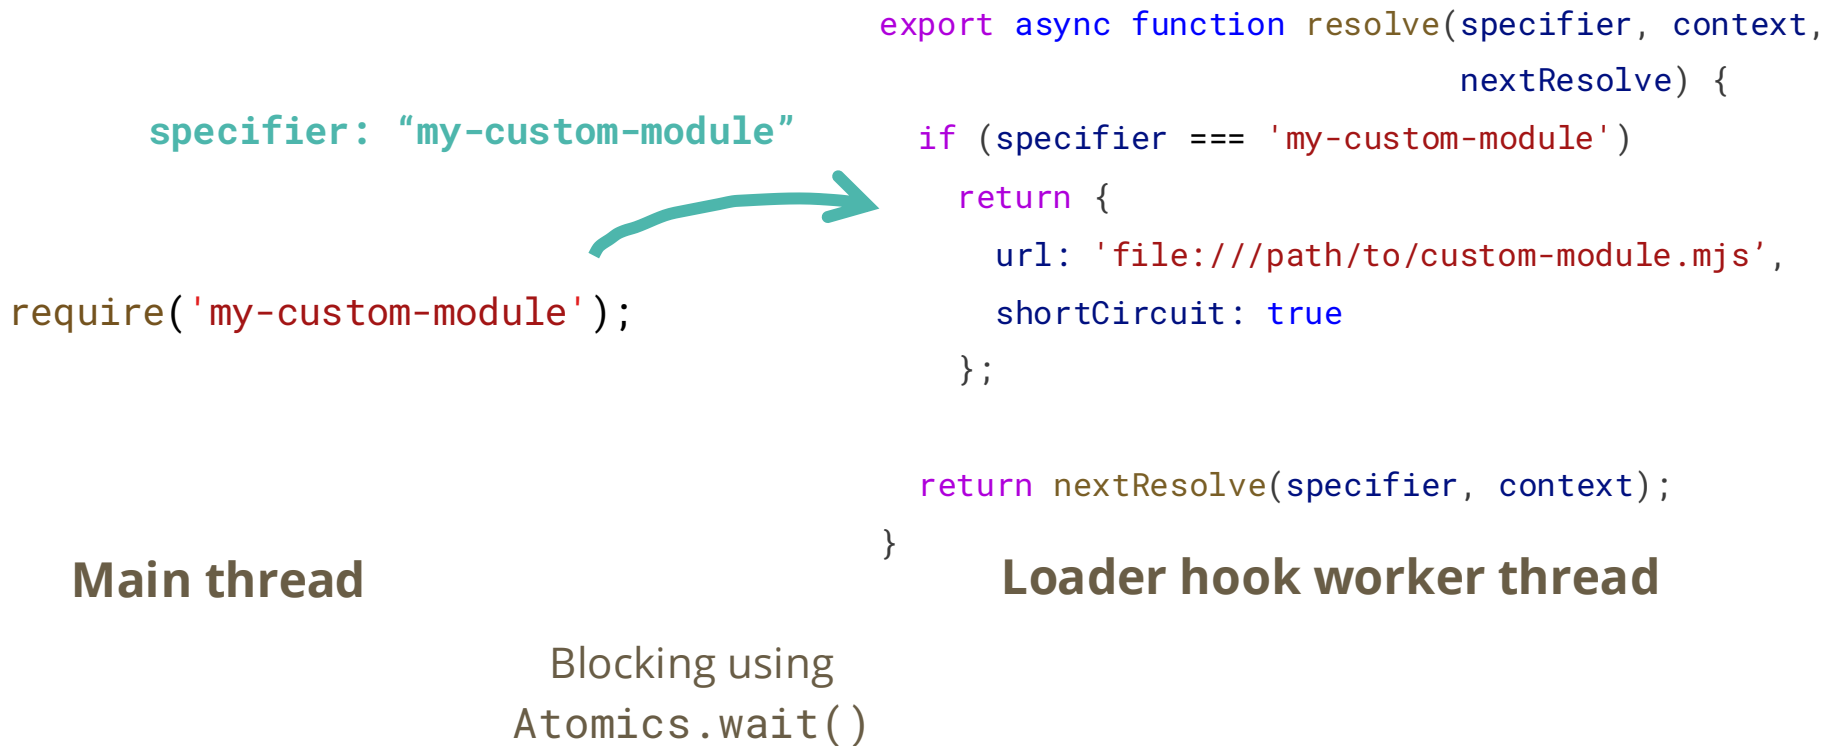 specifier: “my-custom-module”
require('my-custom-module');
Main thread
export async function resolve(specifier, context,
nextResolve) {
if (specifier === 'my-custom-module')
return {
url: 'file:///path/to/custom-module.mjs’,
shortCircuit: true
};
return nextResolve(specifier, context);
}
Loader hook worker thread
Blocking using
Atomics.wait()